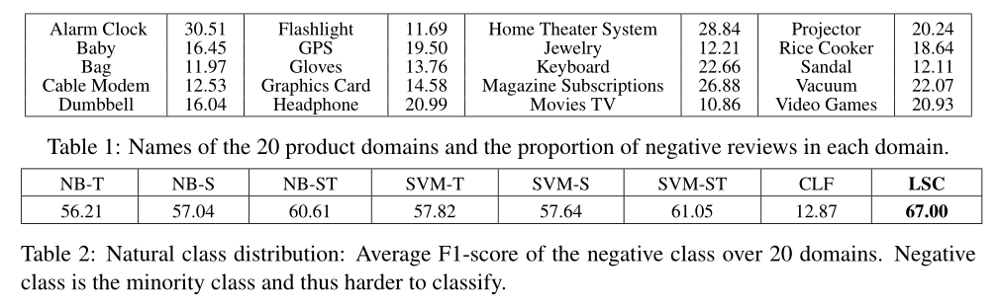 Alarm Clock 30.51 Flashlight 11.69 Home Theater System 28.84 Projector 20.24
Baby 16.45 GPS 19.50 Jewelry 12.21 Rice Cooker 18.64
Bag 11.97 Gloves 13.76 Keyboard 22.66 Sandal 12.11
Cable Modem 12.53 Graphics Card 14.58 Magazine Subscriptions 26.88 Vacuum 22.07
Dumbbell 16.04 Headphone 20.99 Movies TV 10.86 Video Games 20.93
Table 1: Names of the 20 product domains and the proportion of negative reviews in each domain.
NB-T NB-S NB-ST SVM-T SVM-S SVM-ST CLF LSC
56.21 57.04 60.61 57.82 57.64 61.05 12.87 67.00
Table 2: Natural class distribution: Average F1-score of the negative class over 20 domains. Negative
class is the minority class and thus harder to classify.